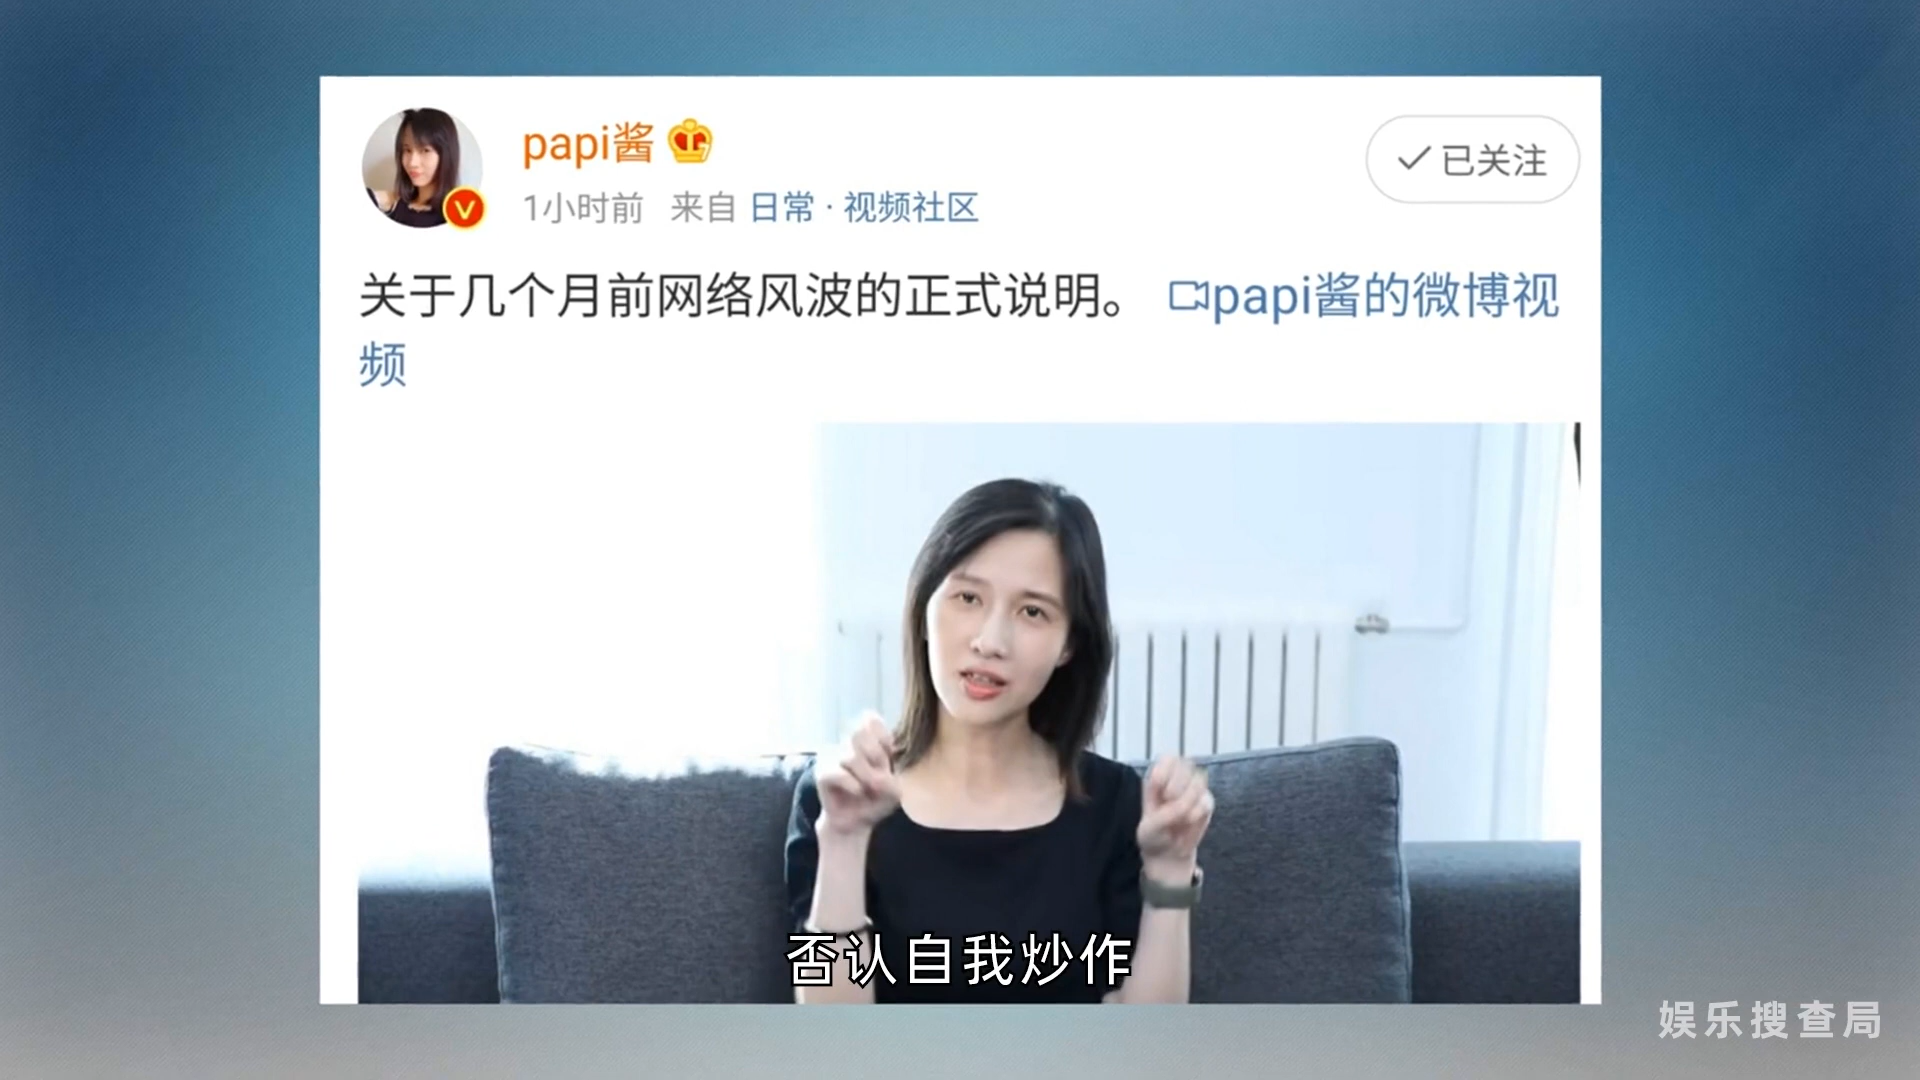 papi酱
已关注
1小时前 来自 日常·视频社区
关于几个月前网络风波的正式说明。 papi酱的微博视
频
否认自我炒作
娱乐搜查局